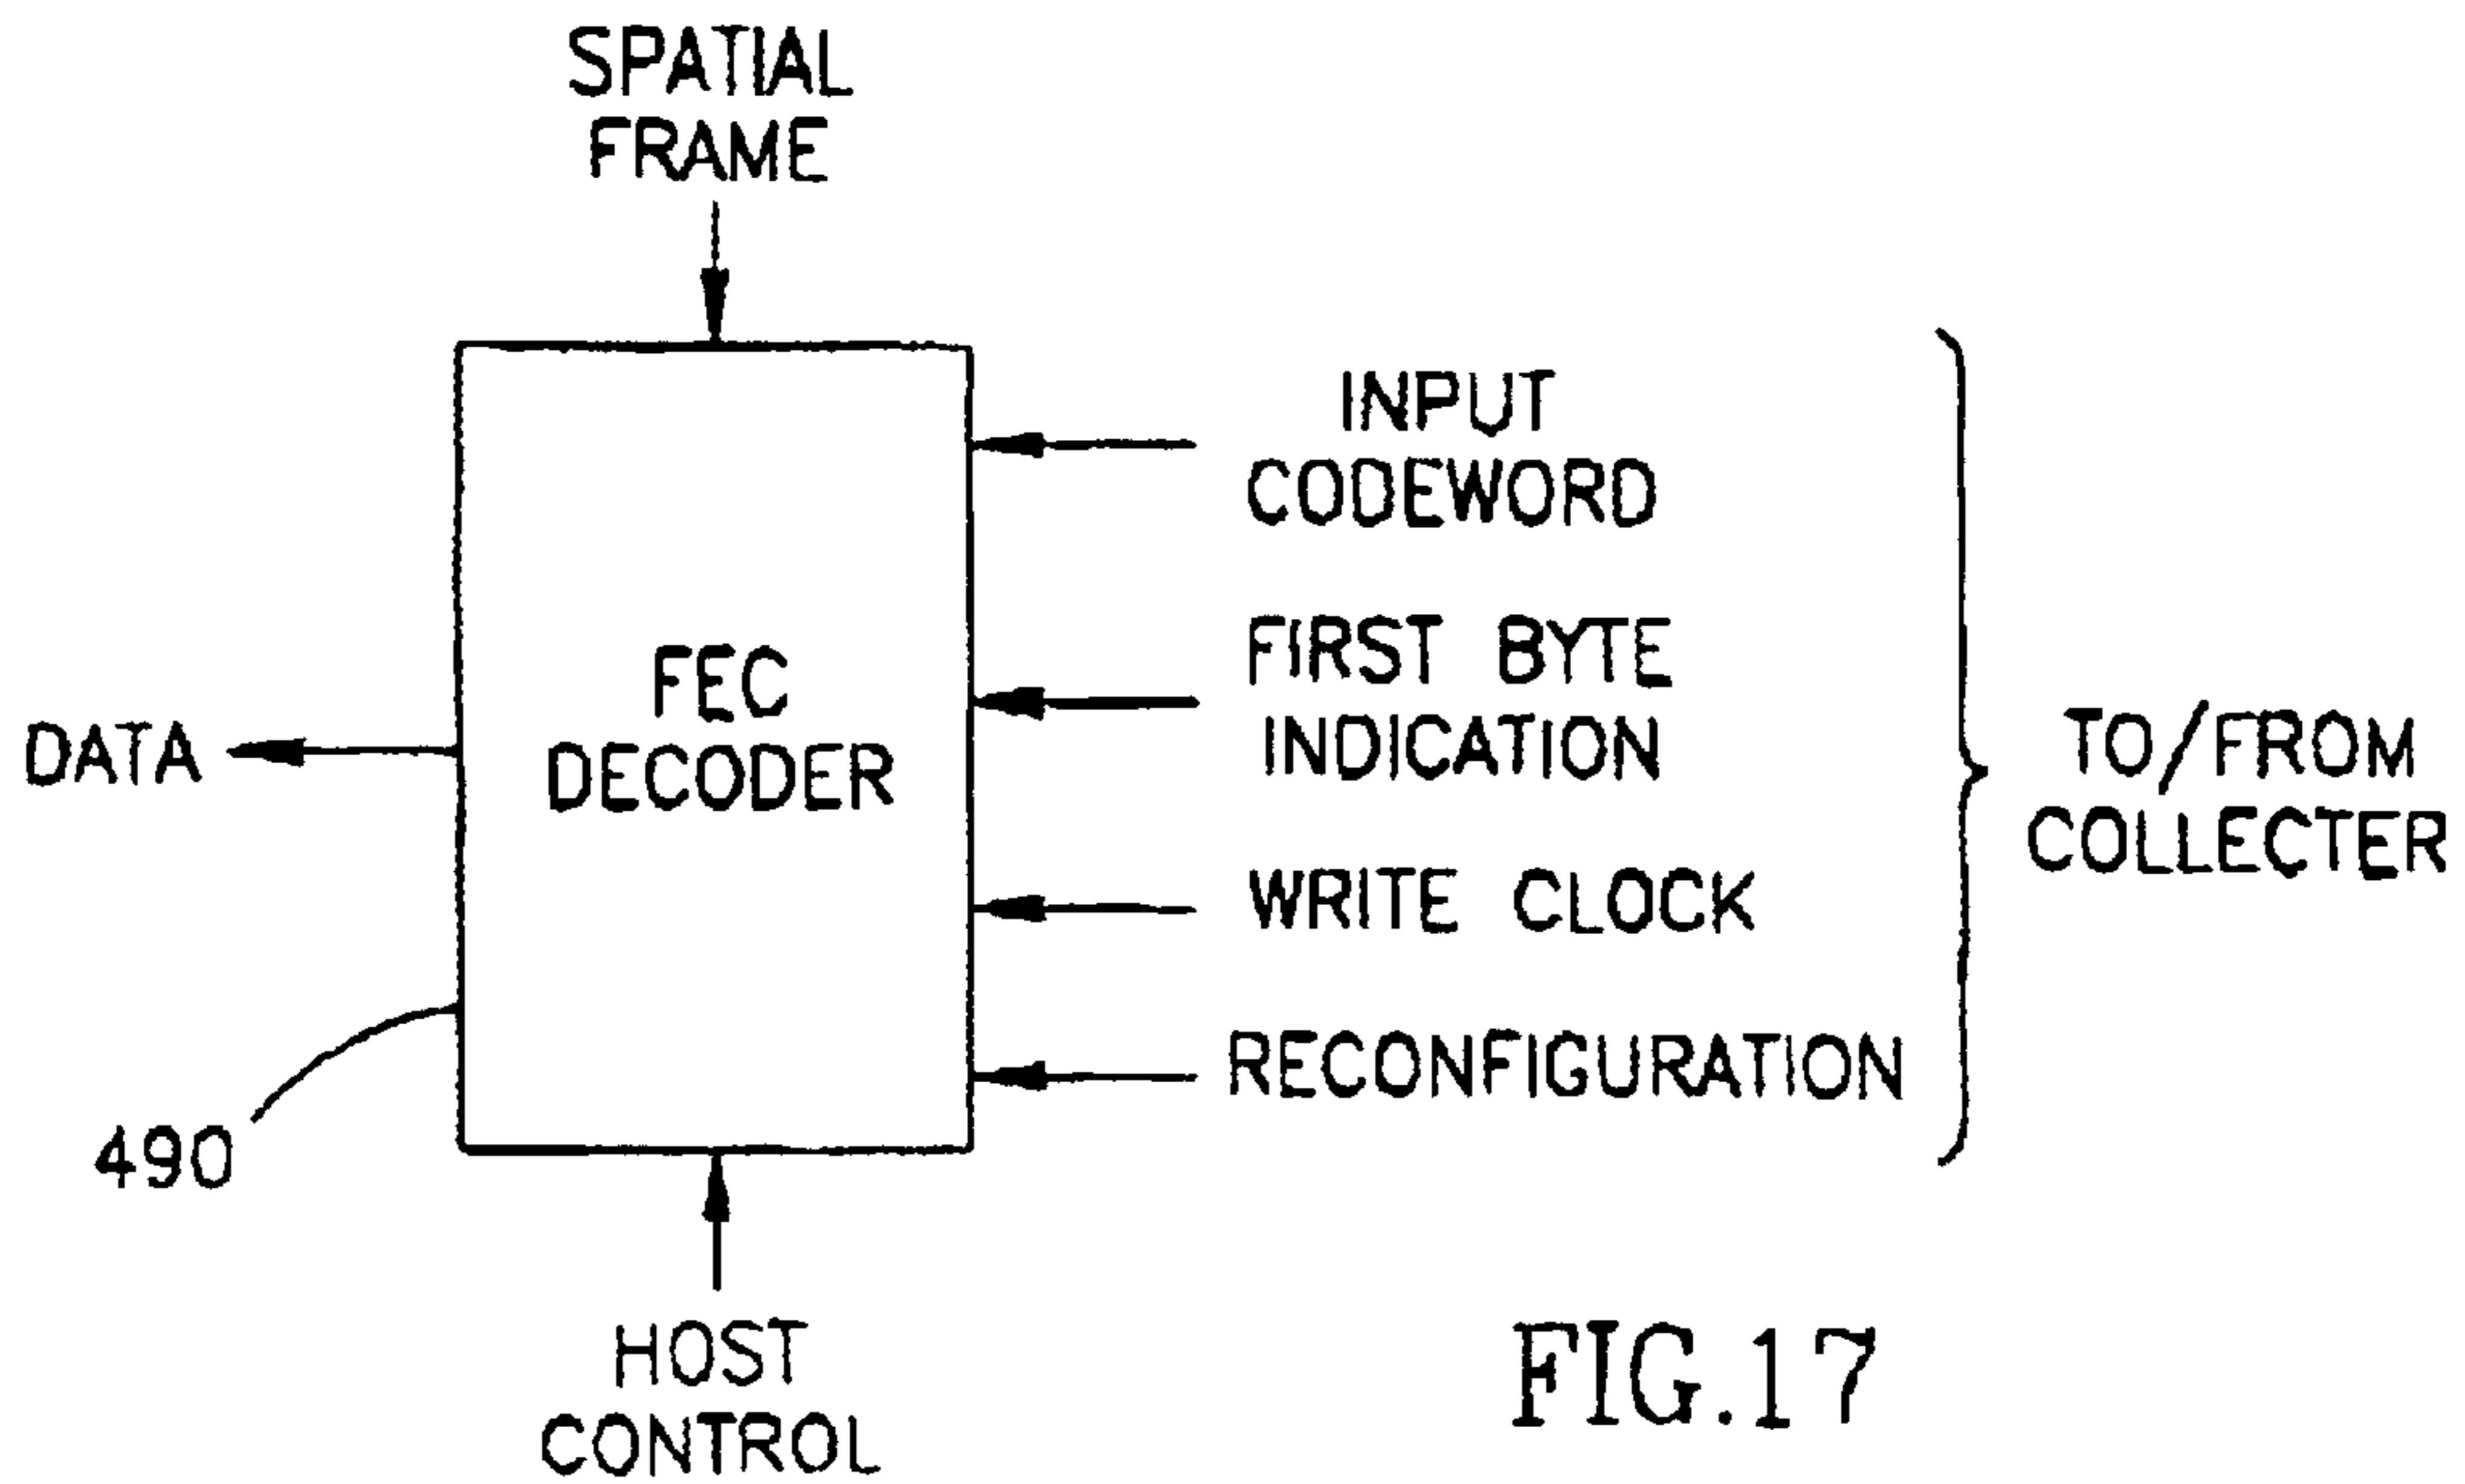 SPATIAL
FRAME
INPUT
CODEWORD
FIRST BYTE
INDICATION
FEC
DECODER
DATA
TO/FROM
COLLECTER
WRITE CLOCK
RECONFIGURATION
490
HOST
CONTROL
FIG.17